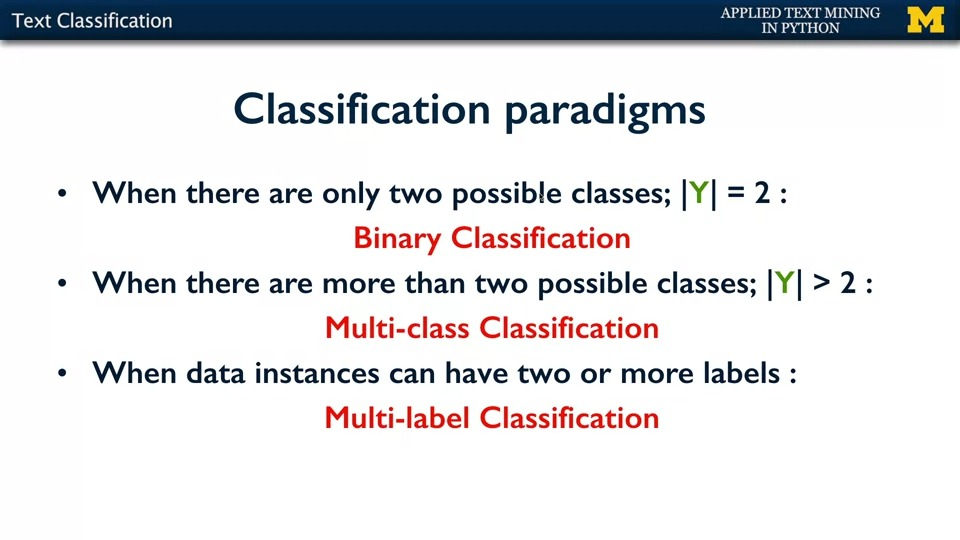 Text Classification
APPLIED TEXT MINING
IN PYTHON
M
Classification paradigms
• When there are only two possible classes; |Y| = 2 :
Binary Classification
• When there are more than two possible classes; |Y| > 2 :
Multi-class Classification
• When data instances can have two or more labels :
Multi-label Classification